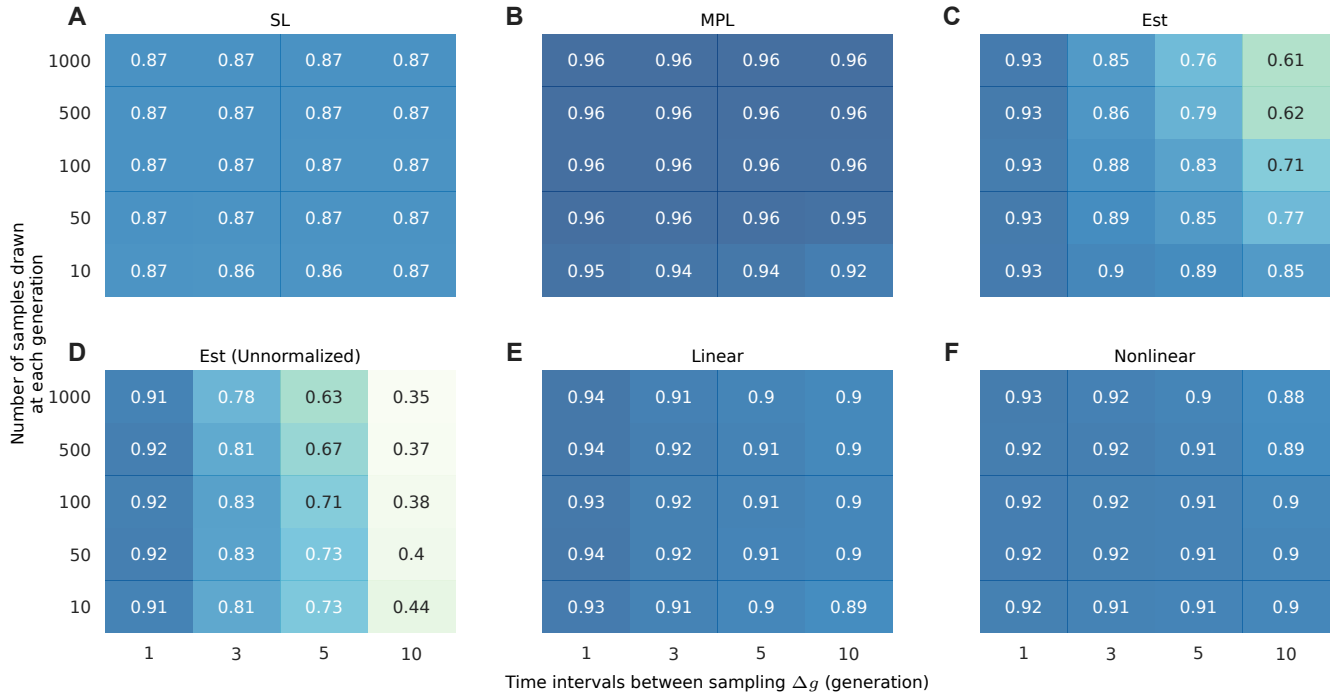 A SL B MPL C Est
1000 0.87 0.87 0.87 0.87 0.96 0.96 0.96 0.96 0.93 0.85 0.76 0.61
500 0.87 0.87 0.87 0.87 0.96 0.96 0.96 0.96 0.93 0.86 0.79 0.62
100 0.87 0.87 0.87 0.87 0.96 0.96 0.96 0.96 0.93 0.88 0.83 0.71
50 0.87 0.87 0.87 0.87 0.96 0.96 0.96 0.95 0.93 0.89 0.85 0.77
10 0.87 0.86 0.86 0.87 0.95 0.94 0.94 0.92 0.93 0.9 0.89 0.85
Number of samples drawn
at each generation
D Est (Unnormalized) E Linear F Nonlinear
1000 0.91 0.78 0.63 0.35 0.94 0.91 0.9 0.9 0.93 0.92 0.9 0.88
500 0.92 0.81 0.67 0.37 0.94 0.92 0.91 0.9 0.92 0.92 0.91 0.89
100 0.92 0.83 0.71 0.38 0.93 0.92 0.91 0.9 0.92 0.92 0.91 0.9
50 0.92 0.83 0.73 0.4 0.94 0.92 0.91 0.9 0.92 0.92 0.91 0.9
10 0.91 0.81 0.73 0.44 0.93 0.91 0.9 0.89 0.92 0.91 0.91 0.9
1 3 5 10 1 3 5 10 1 3 5 10
Time intervals between sampling Δg (generation)